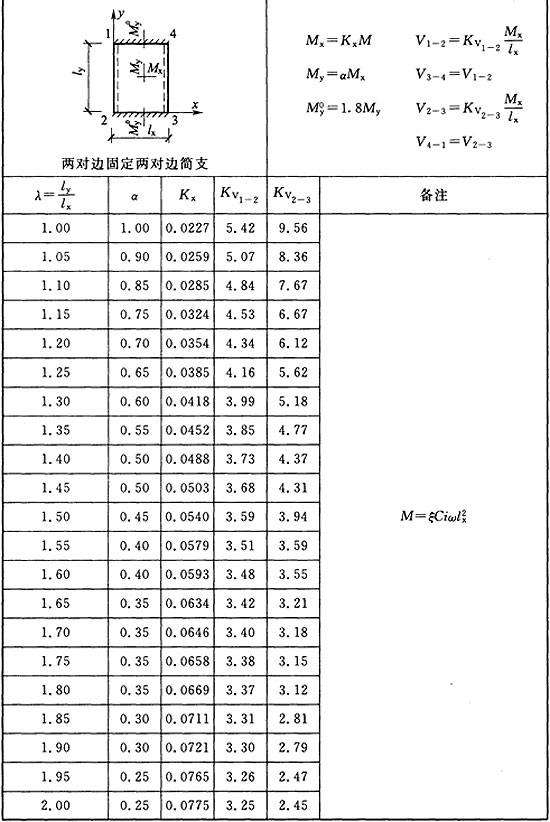 y
1 4
l_y
M_y^0
M_y
M_x
x
2 3
M_y^0
l_x
两对边固定两对边简支
M_x=K_xM V_{1-2}=K_{V_{1-2}} M_x/l_x
M_y=αM_x V_{3-4}=V_{1-2}
M_y^0=1.8M_y V_{2-3}=K_{V_{2-3}} M_x/l_x
V_{4-1}=V_{2-3}
λ=l_y/l_x α K_x K_{V_{1-2}} K_{V_{2-3}} 备注
1.00 1.00 0.0227 5.42 9.56
1.05 0.90 0.0259 5.07 8.36
1.10 0.85 0.0285 4.84 7.67
1.15 0.75 0.0324 4.53 6.67
1.20 0.70 0.0354 4.34 6.12
1.25 0.65 0.0385 4.16 5.62
1.30 0.60 0.0418 3.99 5.18
1.35 0.55 0.0452 3.85 4.77
1.40 0.50 0.0488 3.73 4.37
1.45 0.50 0.0503 3.68 4.31
1.50 0.45 0.0540 3.59 3.94 M=ξCiωl_x^2
1.55 0.40 0.0579 3.51 3.59
1.60 0.40 0.0593 3.48 3.55
1.65 0.35 0.0634 3.42 3.21
1.70 0.35 0.0646 3.40 3.18
1.75 0.35 0.0658 3.38 3.15
1.80 0.35 0.0669 3.37 3.12
1.85 0.30 0.0711 3.31 2.81
1.90 0.30 0.0721 3.30 2.79
1.95 0.25 0.0765 3.26 2.47
2.00 0.25 0.0775 3.25 2.45